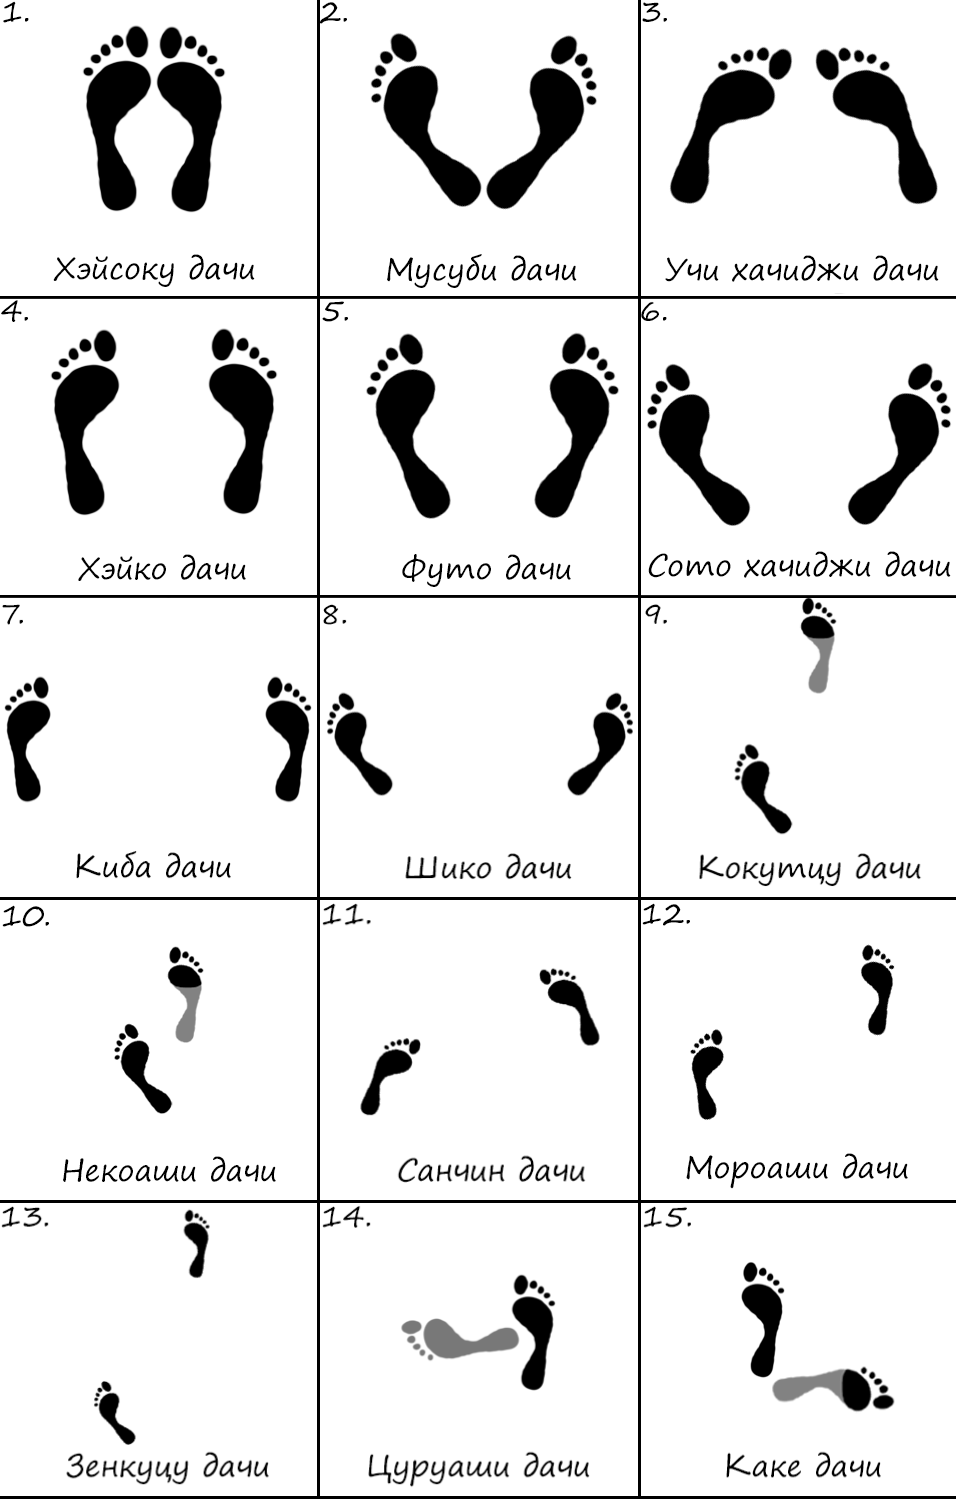 1.
Хэйсоку дачи
2.
Мусуби дачи
3.
Учи хачиджи дачи
4.
Хэйко дачи
5.
Футо дачи
6.
Сото хачиджи дачи
7.
Киба дачи
8.
Шико дачи
9.
Кокутцу дачи
10.
Некоаши дачи
11.
Санчин дачи
12.
Мороаши дачи
13.
Зенкуцу дачи
14.
Цуруаши дачи
15.
Каке дачи